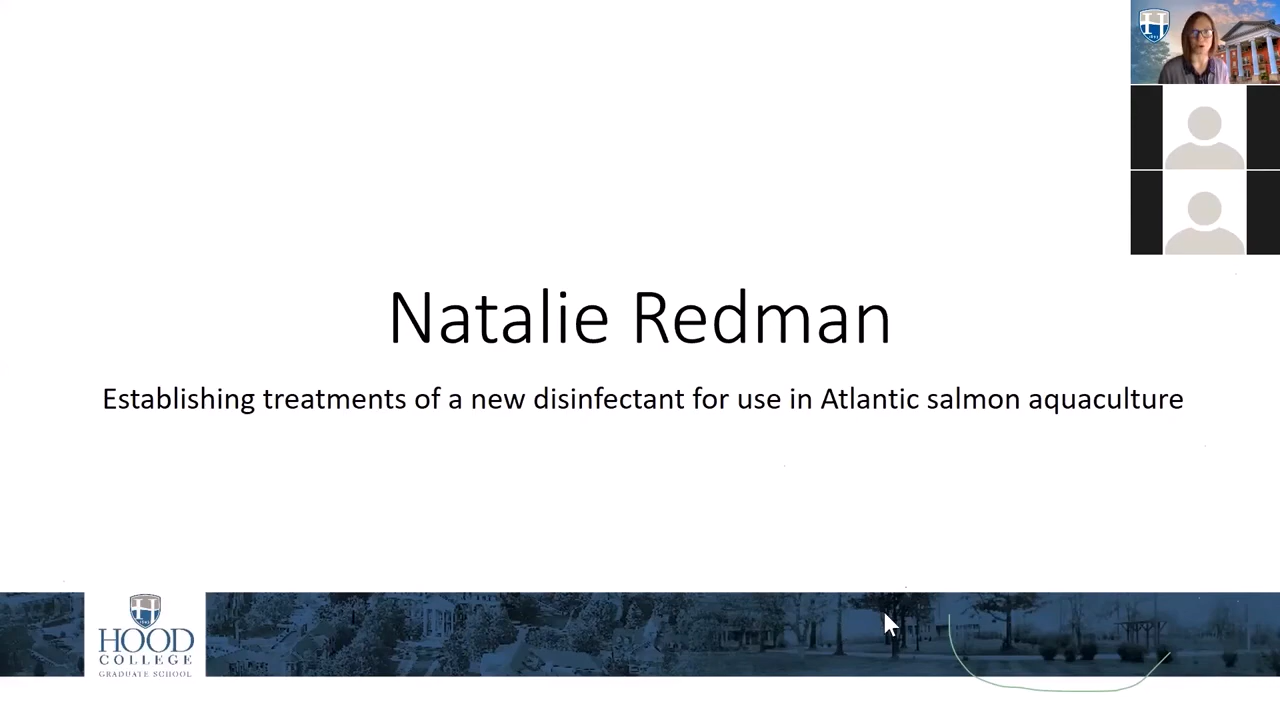 Natalie Redman
Establishing treatments of a new disinfectant for use in Atlantic salmon aquaculture
H
HOOD
COLLEGE
GRADUATE SCHOOL